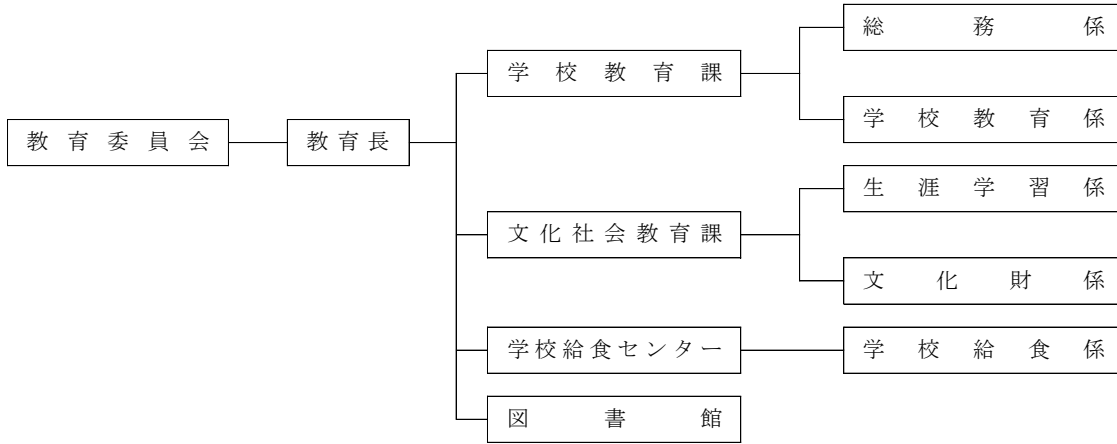 教育委員会
教育長
学校教育課
総務係
学校教育係
文化社会教育課
生涯学習係
文化財係
学校給食センター
学校給食係
図書館